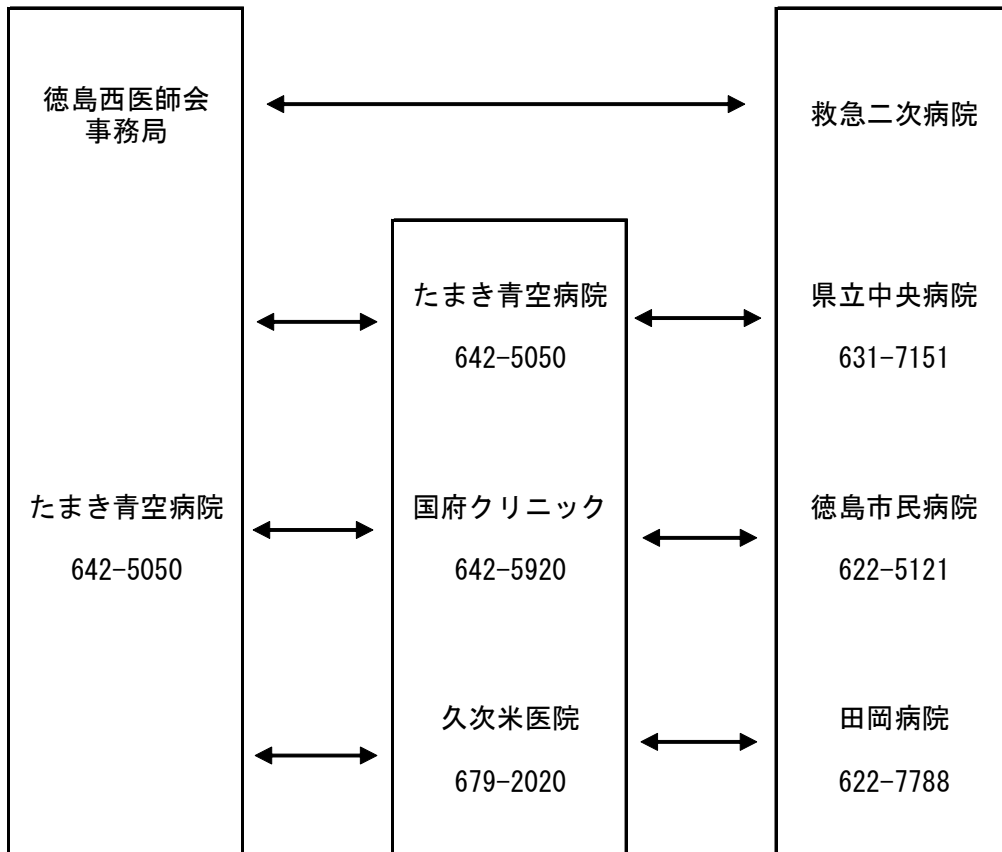 徳島西医師会
事務局
救急二次病院
たまき青空病院
642-5050
県立中央病院
631-7151
たまき青空病院
642-5050
国府クリニック
642-5920
徳島市民病院
622-5121
久次米医院
679-2020
田岡病院
622-7788